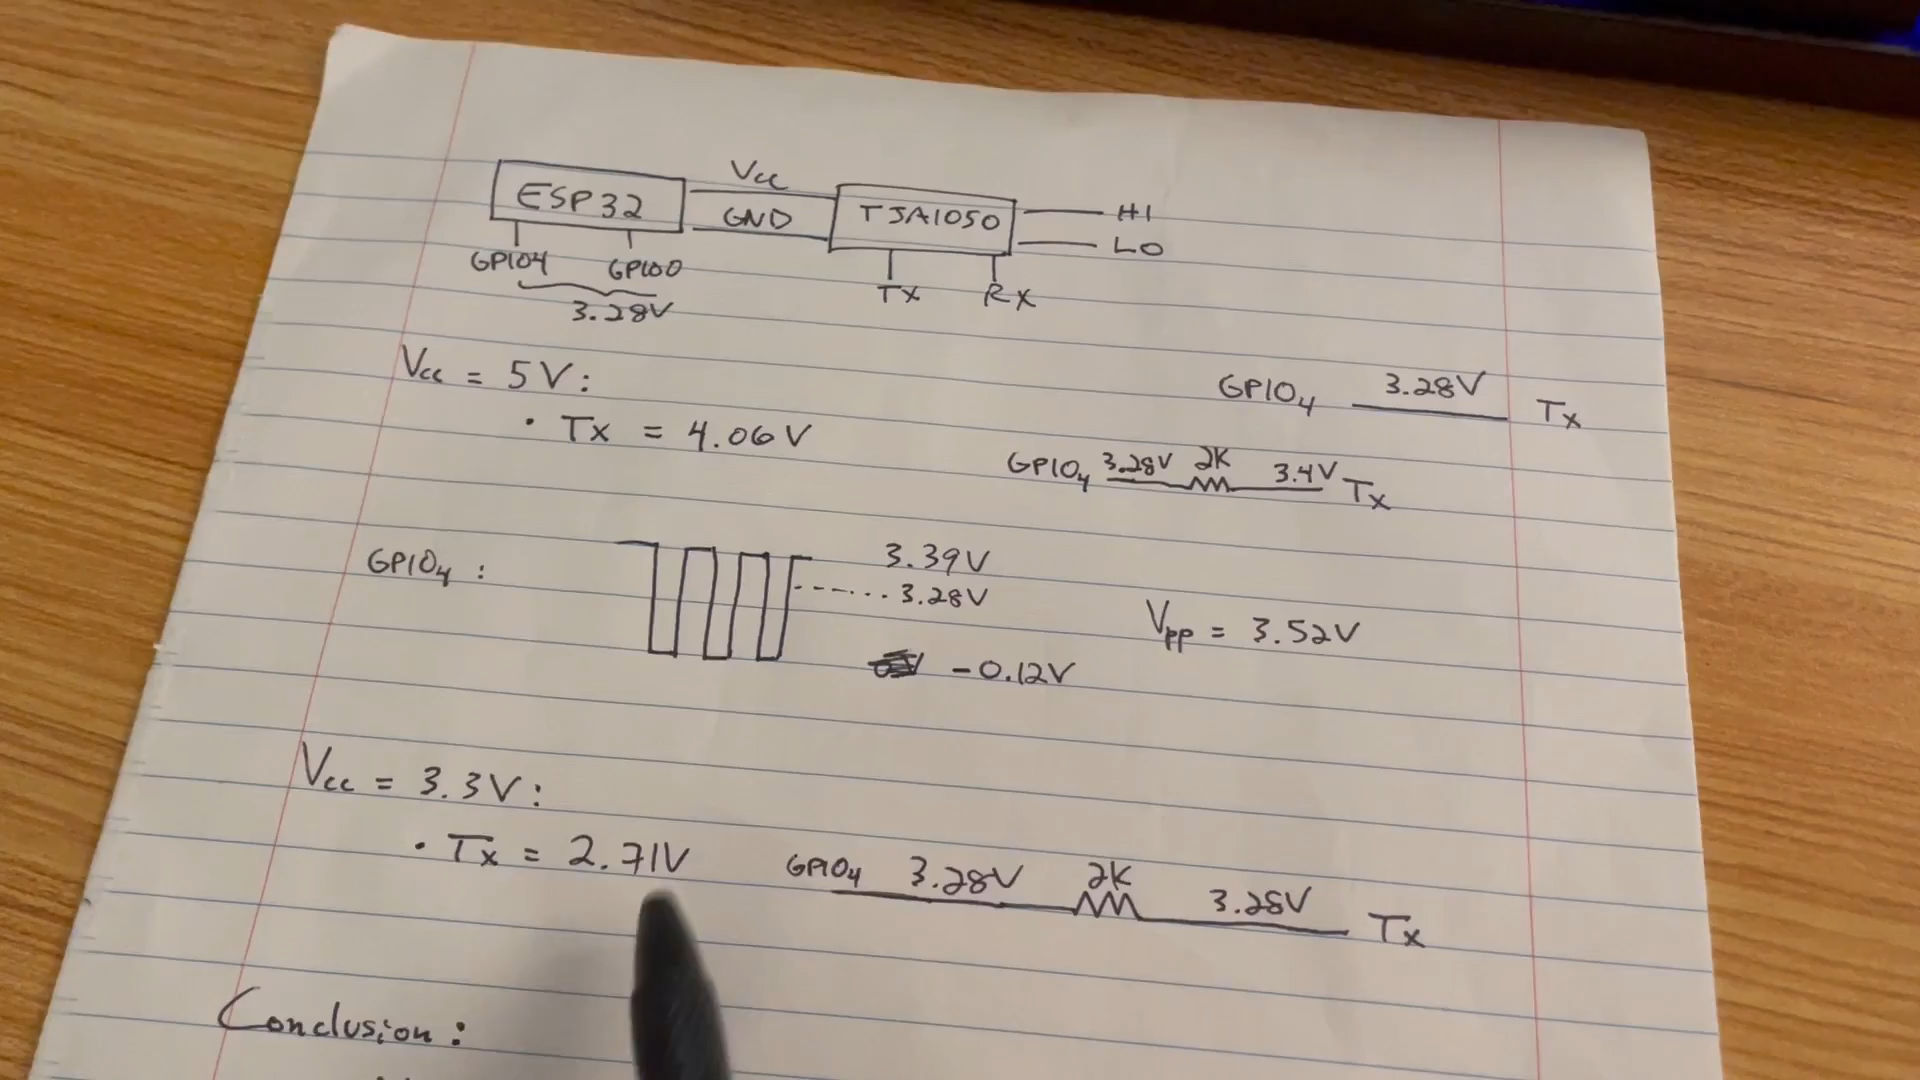 Vcc
ESP32
GND
TJA1050
HI
LO
GPIO4
GPIO0
Tx
Rx
3.28V
Vcc = 5V:
• Tx = 4.06V
GPIO4 3.28V Tx
GPIO4 3.28V 2K 3.4V Tx
GPIO4 :
3.39V
3.28V
-0.12V
Vpp = 3.52V
Vcc = 3.3V:
• Tx = 2.71V
GPIO4 3.28V 2K 3.28V Tx
Conclusion: